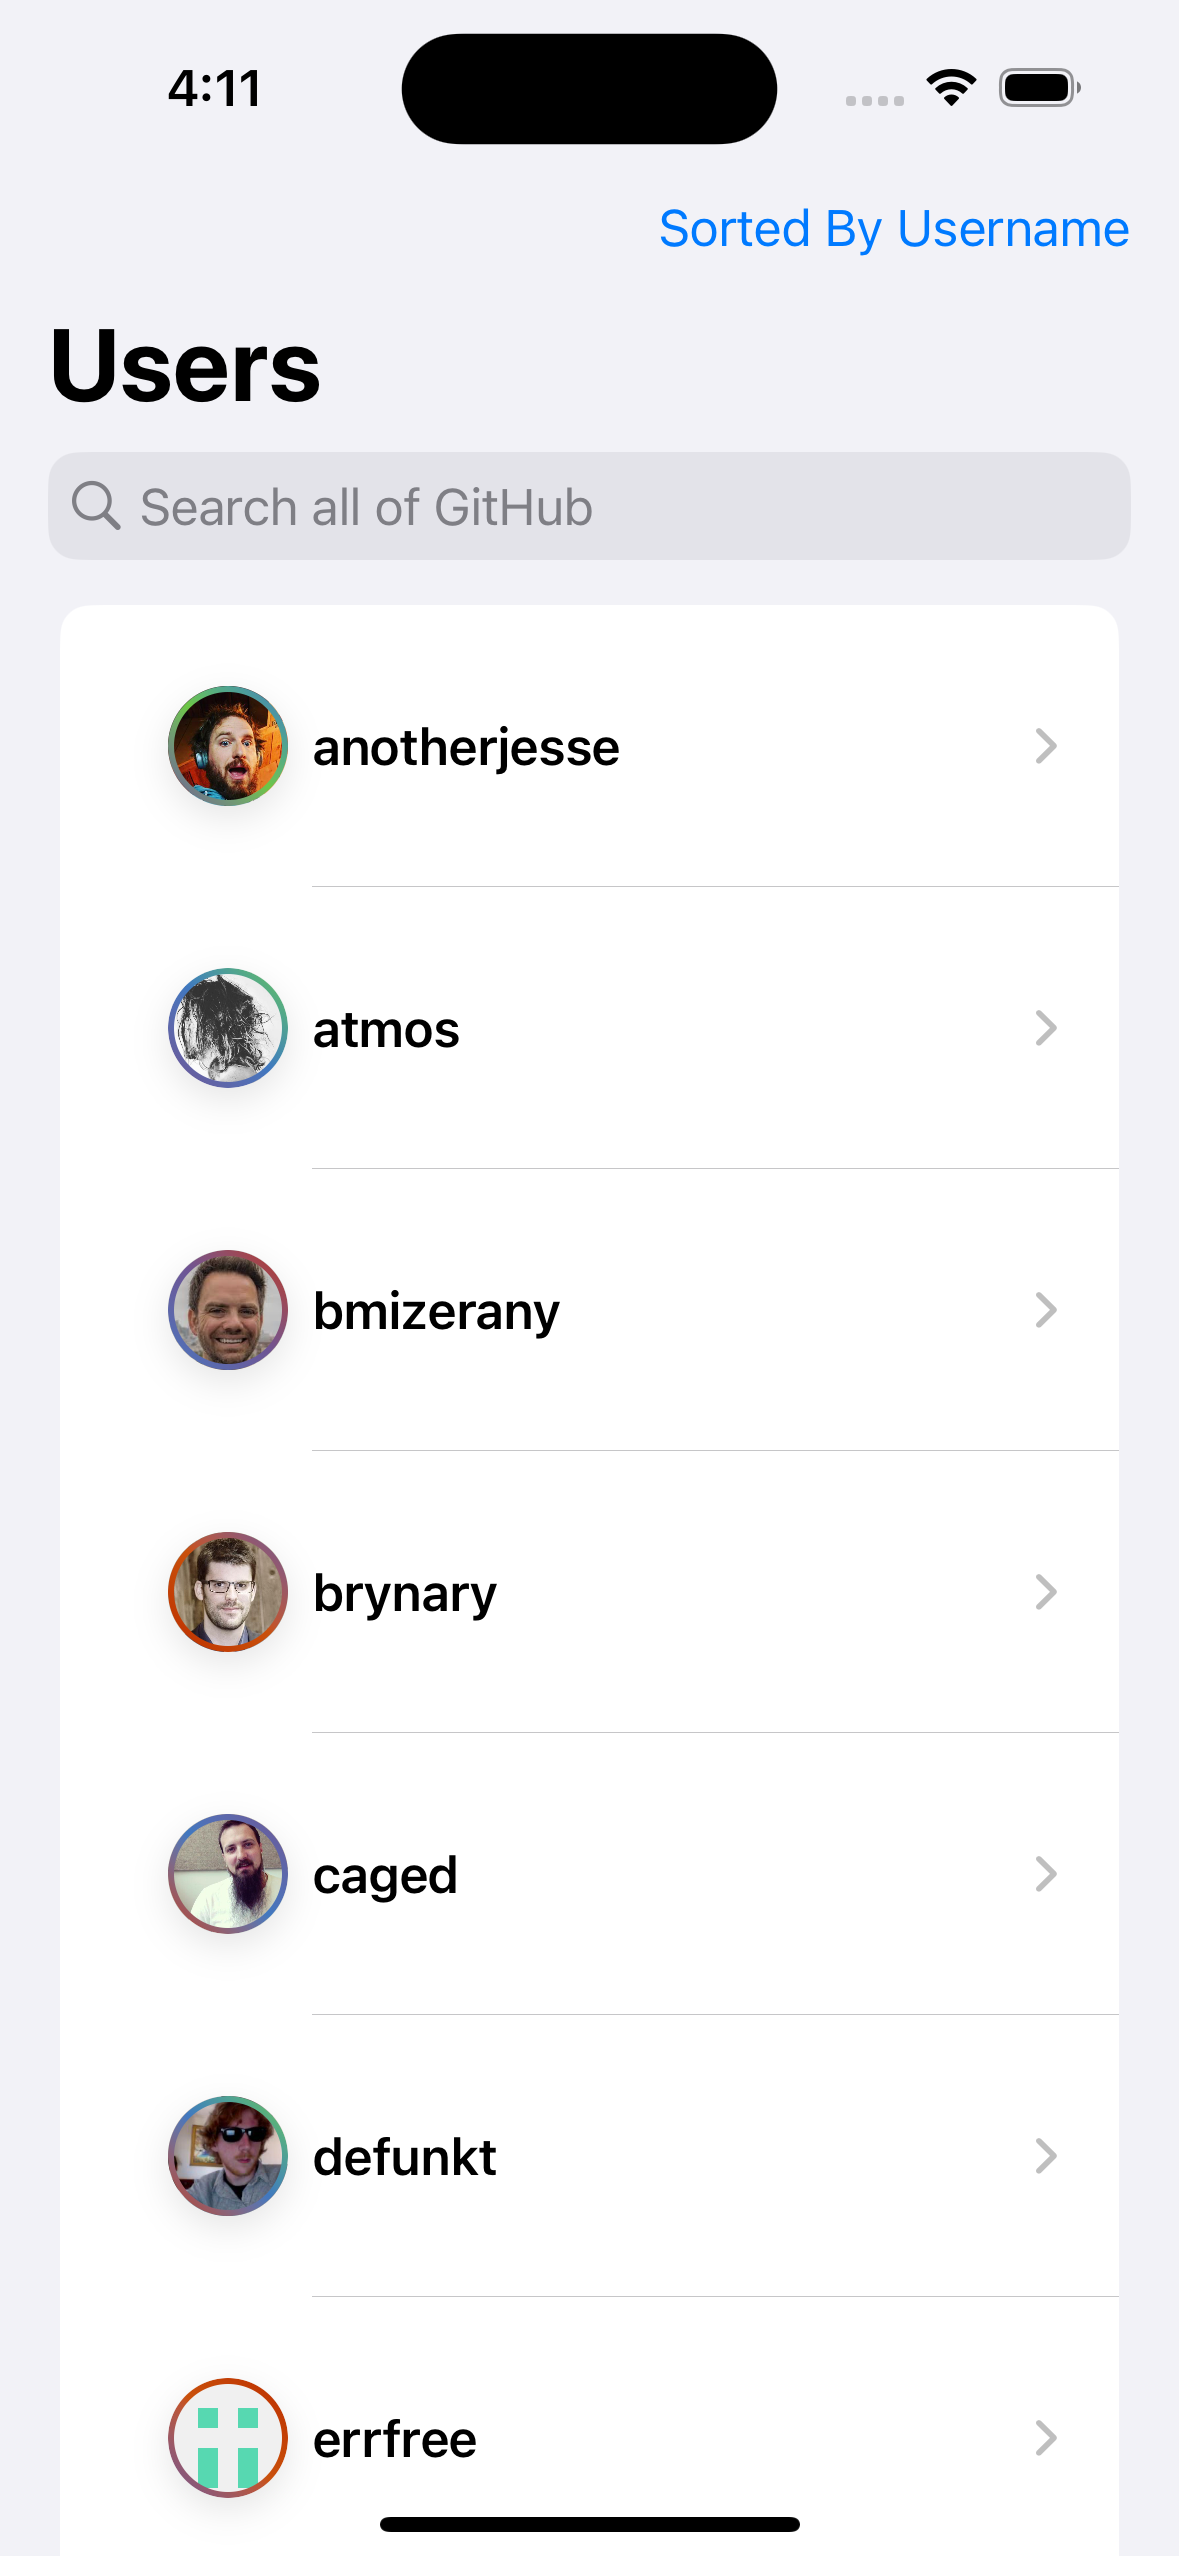 4:11
Sorted By Username
Users
Search all of GitHub
anotherjesse
atmos
bmizerany
brynary
caged
defunkt
errfree